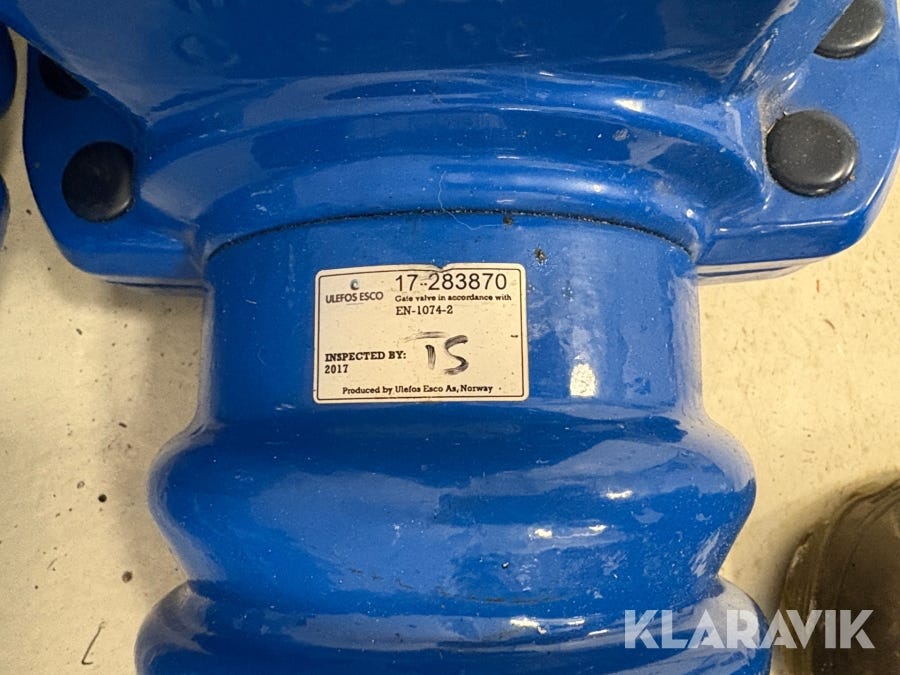 ULEFOS ESCO
17-283870
Gate valve in accordance with
EN-1074-2
INSPECTED BY: TS
2017
Produced by Ulefos Esco As, Norway
KLARAVIK